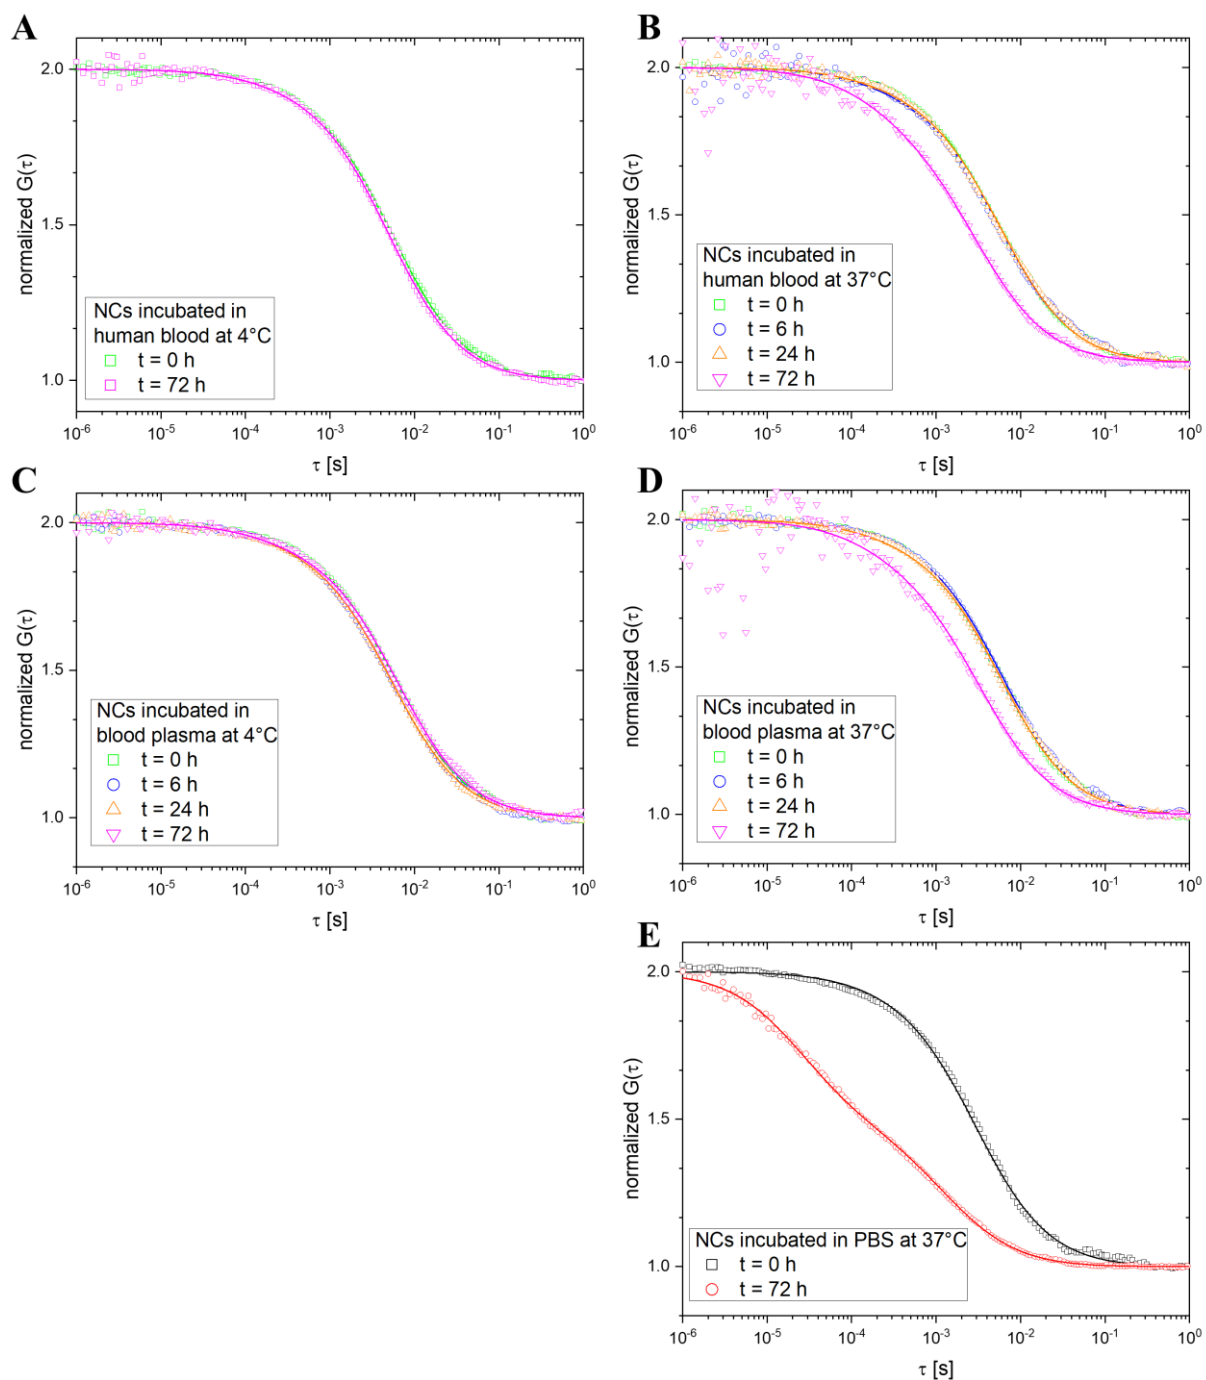 A
2.0
1.5
1.0
normalized G(τ)
NCs incubated in
human blood at 4°C
t = 0 h
t = 72 h
10⁻⁶ 10⁻⁵ 10⁻⁴ 10⁻³ 10⁻² 10⁻¹ 10⁰
τ [s]
B
2.0
1.5
1.0
normalized G(τ)
NCs incubated in
human blood at 37°C
t = 0 h
t = 6 h
t = 24 h
t = 72 h
10⁻⁶ 10⁻⁵ 10⁻⁴ 10⁻³ 10⁻² 10⁻¹ 10⁰
τ [s]
C
2.0
1.5
1.0
normalized G(τ)
NCs incubated in
blood plasma at 4°C
t = 0 h
t = 6 h
t = 24 h
t = 72 h
10⁻⁶ 10⁻⁵ 10⁻⁴ 10⁻³ 10⁻² 10⁻¹ 10⁰
τ [s]
D
2.0
1.5
1.0
normalized G(τ)
NCs incubated in
blood plasma at 37°C
t = 0 h
t = 6 h
t = 24 h
t = 72 h
10⁻⁶ 10⁻⁵ 10⁻⁴ 10⁻³ 10⁻² 10⁻¹ 10⁰
τ [s]
E
2.0
1.5
1.0
normalized G(τ)
NCs incubated in PBS at 37°C
t = 0 h
t = 72 h
10⁻⁶ 10⁻⁵ 10⁻⁴ 10⁻³ 10⁻² 10⁻¹ 10⁰
τ [s]